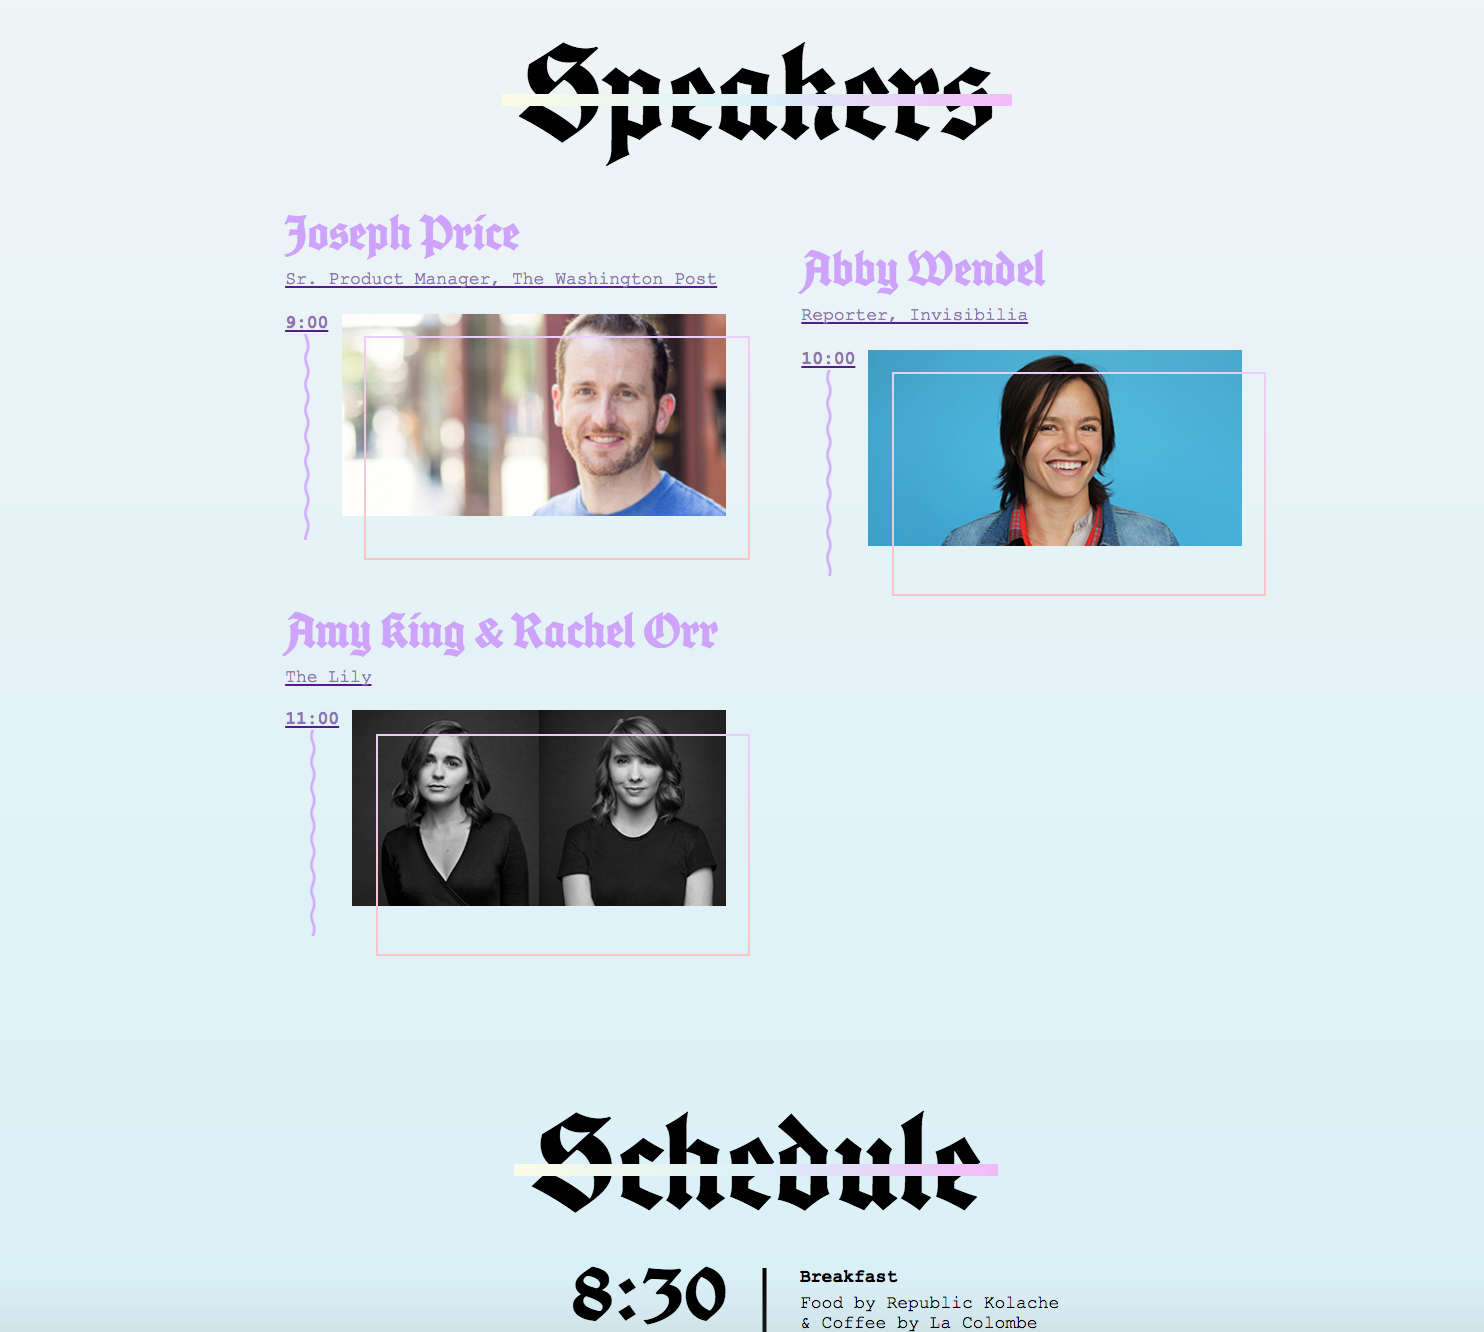 Speakers
Joseph Price
Sr. Product Manager, The Washington Post
9:00
Abby Wendel
Reporter, Invisibilia
10:00
Amy King & Rachel Orr
The Lily
11:00
Schedule
8:30
Breakfast
Food by Republic Kolache
& Coffee by La Colombe